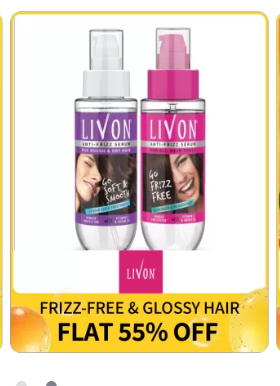 LIVON
ANTI-FRIZZ SERUM
FOR ROUGH & DRY HAIR
GO
SOFT &
SMOOTH
LIVON
ANTI-FRIZZ SERUM
GO
FRIZZ
FREE
LIVON
FRIZZ-FREE & GLOSSY HAIR
FLAT 55% OFF